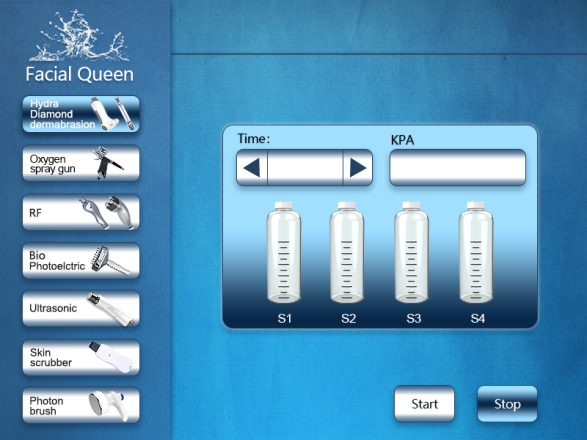 Facial Queen
Hydra
Diamond
dermabrasion
Oxygen
spray gun
RF
Bio
Photoelctric
Ultrasonic
Skin
scrubber
Photon
brush
Time:
KPA
S1
S2
S3
S4
Start
Stop